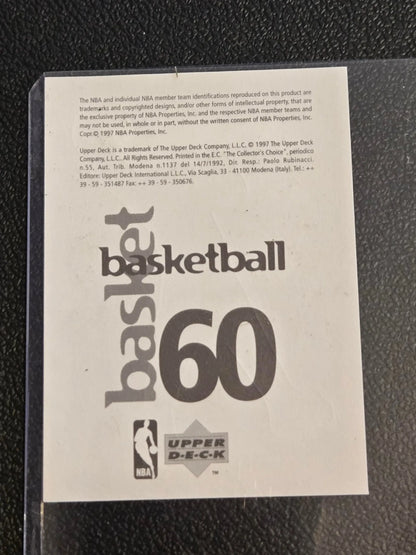 The NBA and individual NBA member team identifications reproduced on this product are
trademarks and copyrighted designs, and/or other forms of intellectual property, that are
the exclusive property of NBA Properties, Inc. and the respective NBA member teams and
may not be used, in whole or in part, without the written consent of NBA Properties, Inc.
Copr.© 1997 NBA Properties, Inc.
Upper Deck is a trademark of The Upper Deck Company, L.L.C. © 1997 The Upper Deck
Company, L.L.C.. All Rights Reserved. Printed in the E.C. "The Collector's Choice", periodico
n.55, Aut. Trib. Modena n.1137 del 14/7/1992, Dir. Resp.: Paolo Rubinacci.
Editore: Upper Deck International L.L.C., Via Scaglia, 33 - 41100 Modena (Italy). Tel.: ++
39 - 59 - 351487 Fax: ++ 39 - 59 - 350676.
basket
basketball
60
NBA
UPPER
D·E·C·K
™